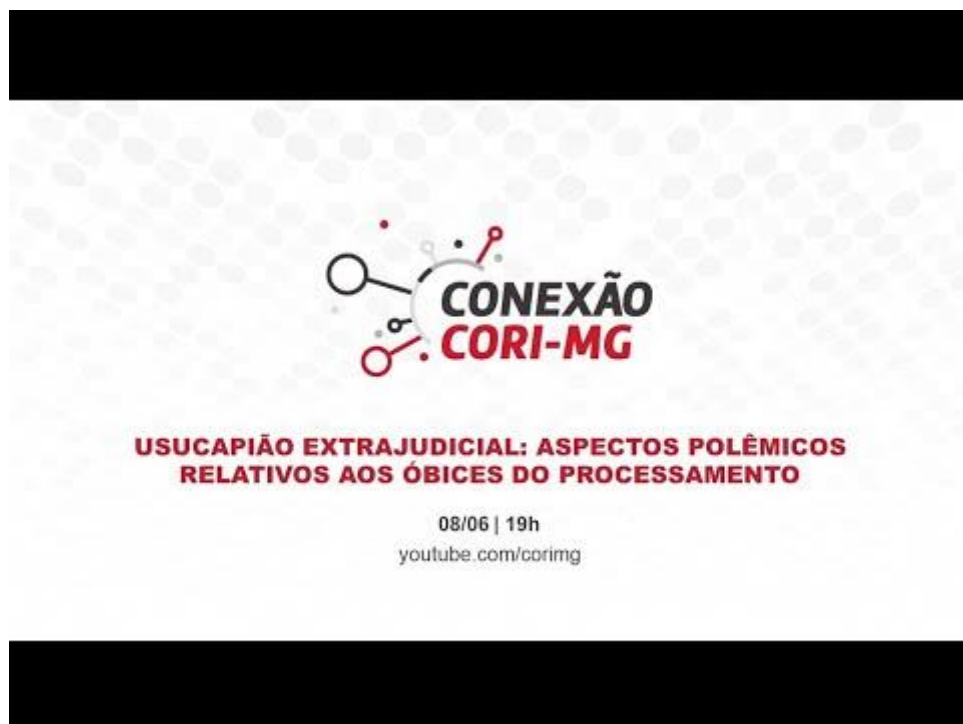 CONEXÃO
CORI-MG
USUCAPIÃO EXTRAJUDICIAL: ASPECTOS POLÊMICOS
RELATIVOS AOS ÓBICES DO PROCESSAMENTO
08/06 | 19h
youtube.com/corimg